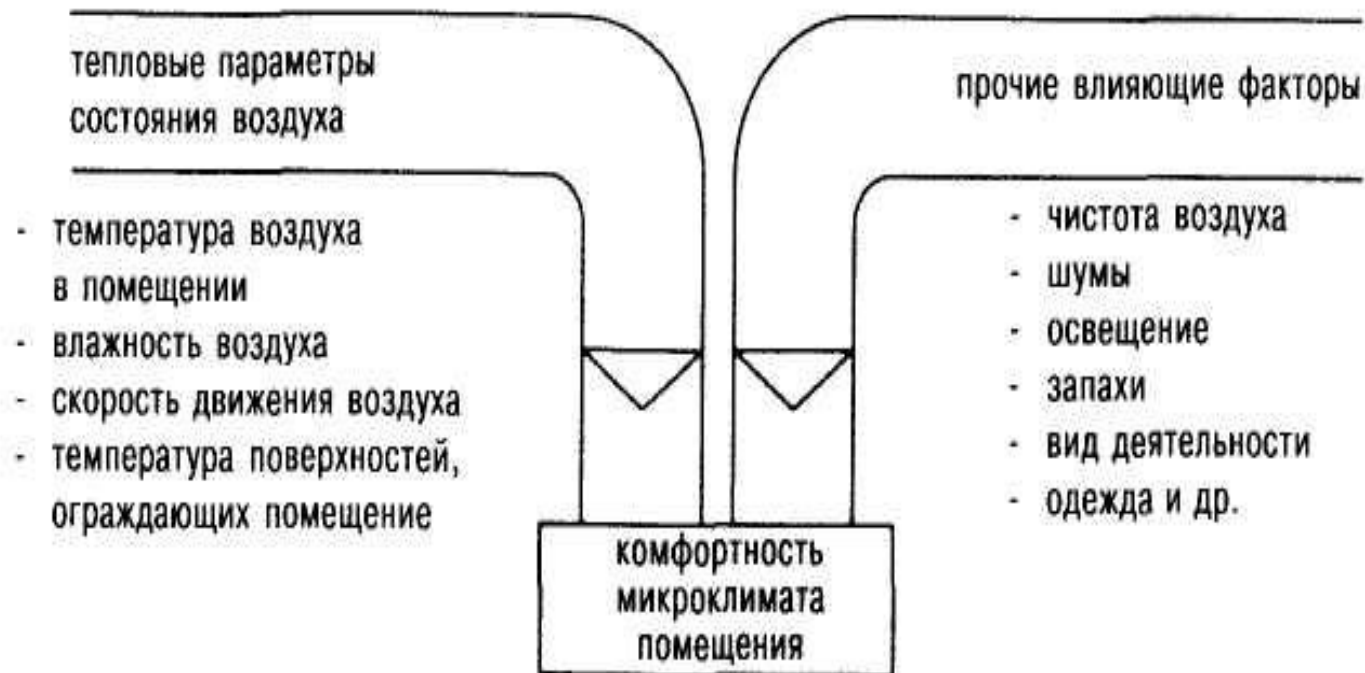 тепловые параметры
состояния воздуха
- температура воздуха
в помещении
- влажность воздуха
- скорость движения воздуха
- температура поверхностей,
ограждающих помещение
прочие влияющие факторы
- чистота воздуха
- шумы
- освещение
- запахи
- вид деятельности
- одежда и др.
комфортность
микроклимата
помещения